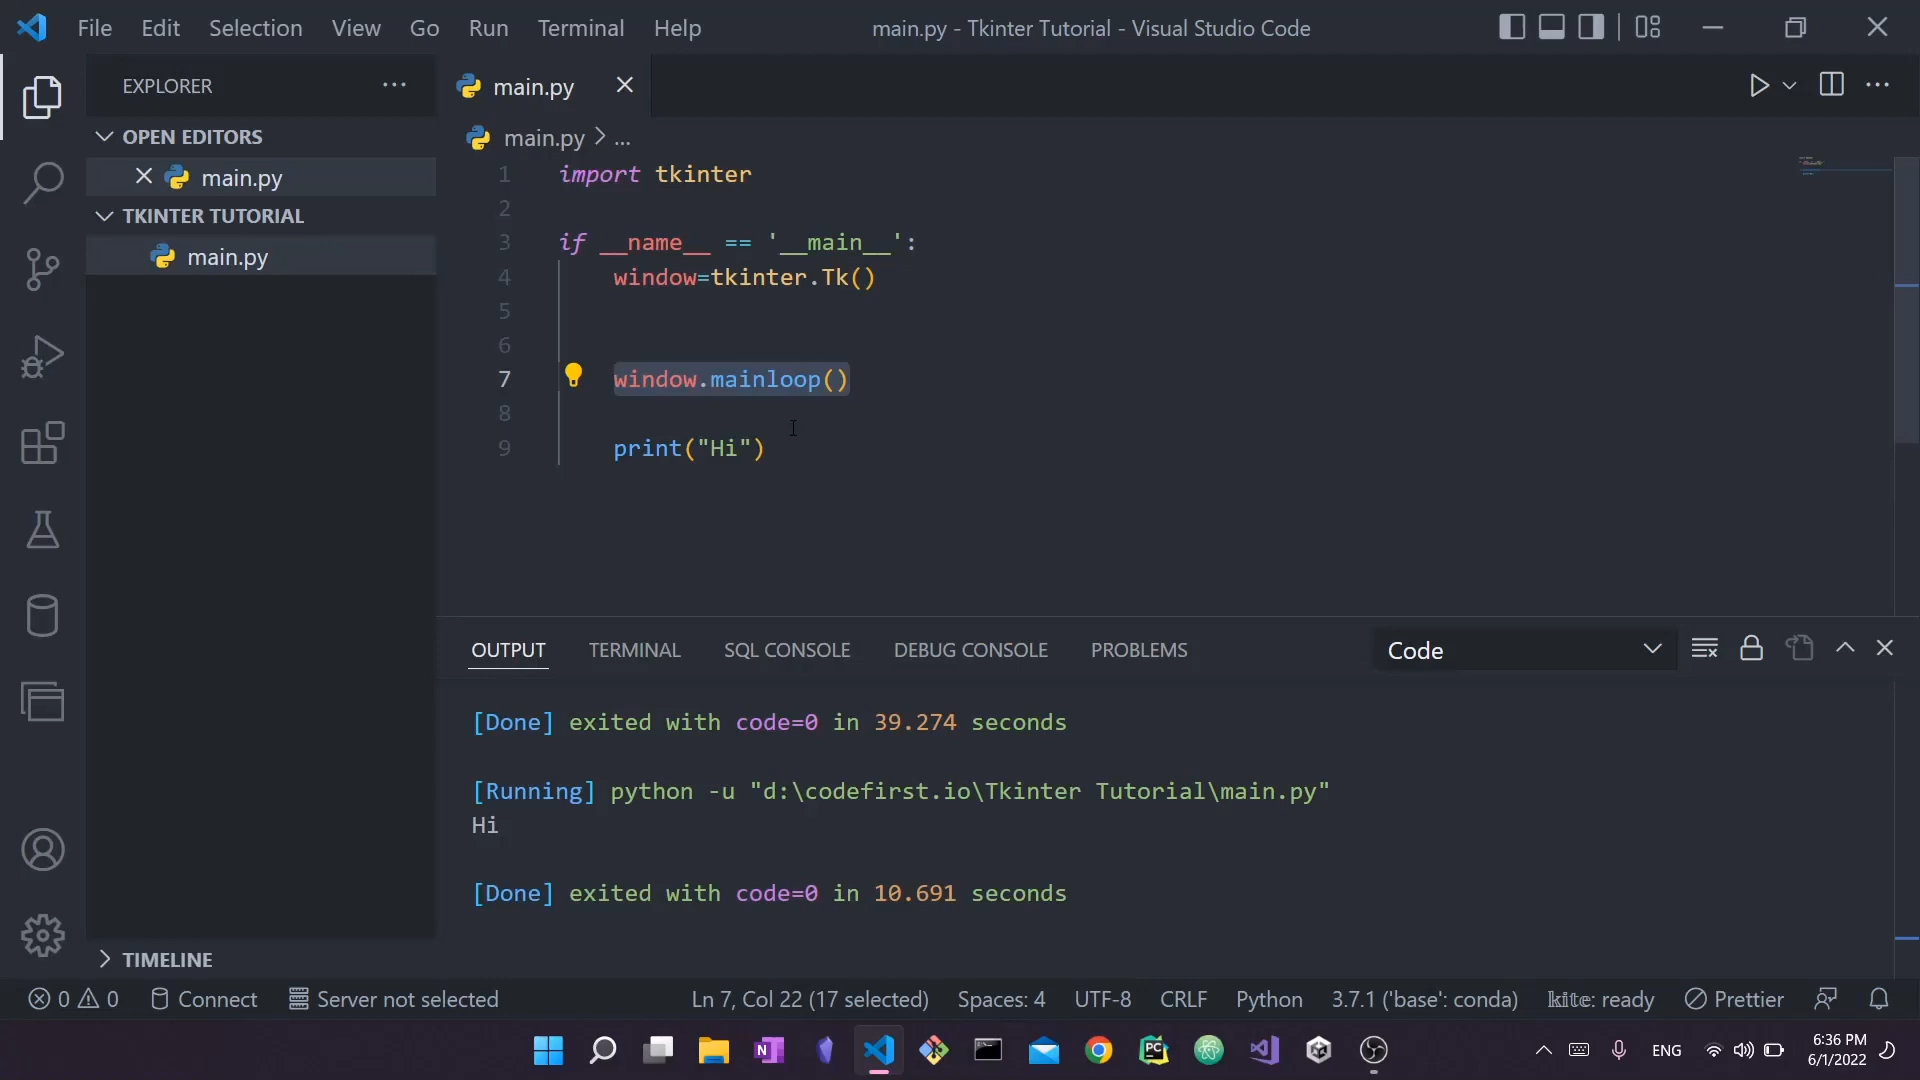 File Edit Selection View Go Run Terminal Help
main.py - Tkinter Tutorial - Visual Studio Code
EXPLORER
OPEN EDITORS
main.py
TKINTER TUTORIAL
main.py
TIMELINE
main.py
main.py > ...
1 import tkinter
2
3 if __name__ == '__main__':
4 window=tkinter.Tk()
5
6
7 window.mainloop()
8
9 print("Hi")
OUTPUT TERMINAL SQL CONSOLE DEBUG CONSOLE PROBLEMS
Code
[Done] exited with code=0 in 39.274 seconds
[Running] python -u "d:\codefirst.io\Tkinter Tutorial\main.py"
Hi
[Done] exited with code=0 in 10.691 seconds
0 0 Connect Server not selected Ln 7, Col 22 (17 selected) Spaces: 4 UTF-8 CRLF Python 3.7.1 ('base': conda) kite: ready Prettier
N PC ENG 6:36 PM
6/1/2022